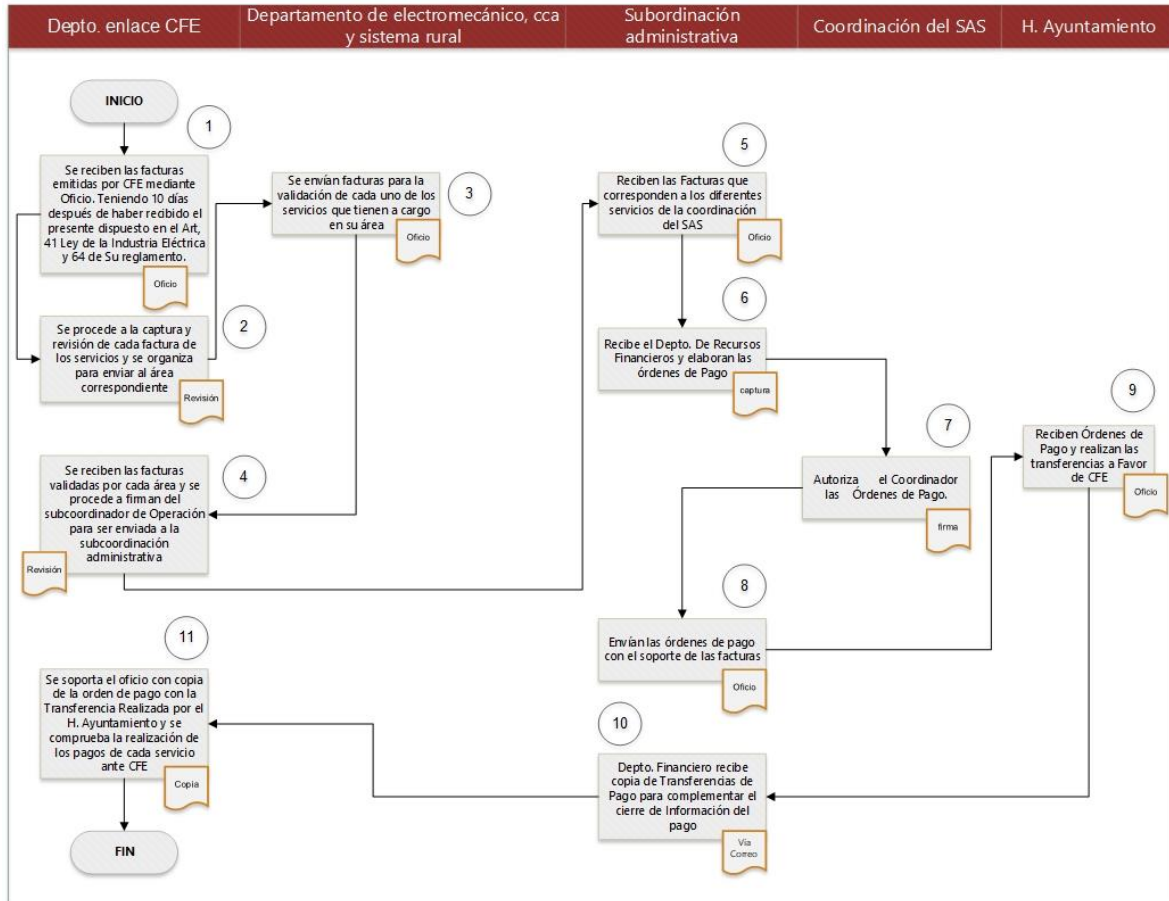 Depto. enlace CFE
Departamento de electromecánico, cca
y sistema rural
Subordinación
administrativa
Coordinación del SAS
H. Ayuntamiento
INICIO
1
Se reciben las facturas
emitidas por CFE mediante
Oficio. Teniendo 10 días
después de haber recibido el
presente dispuesto en el Art,
41 Ley de la Industria Eléctrica
y 64 de Su reglamento.
Oficio
2
Se procede a la captura y
revisión de cada factura de
los servicios y se organiza
para enviar al área
correspondiente
Revisión
3
Se envían facturas para la
validación de cada uno de los
servicios que tienen a cargo
en su área
Oficio
4
Se reciben las facturas
validadas por cada área y se
procede a firman del
subcoordinador de Operación
para ser enviada a la
subcoordinación
administrativa
Revisión
5
Reciben las Facturas que
corresponden a los diferentes
servicios de la coordinación
del SAS
Oficio
6
Recibe el Depto. De Recursos
Financieros y elaboran las
órdenes de Pago
captura
7
Autoriza el Coordinador
las Órdenes de Pago.
firma
8
Envían las órdenes de pago
con el soporte de las facturas
Oficio
9
Reciben Órdenes de
Pago y realizan las
transferencias a Favor
de CFE
Oficio
10
Depto. Financiero recibe
copia de Transferencias de
Pago para complementar el
cierre de Información del
pago
Vía
Correo
11
Se soporta el oficio con copia
de la orden de pago con la
Transferencia Realizada por el
H. Ayuntamiento y se
comprueba la realización de
los pagos de cada servicio
ante CFE
Copia
FIN